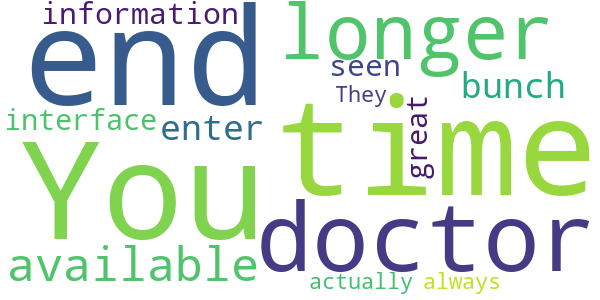 information
end
longer
seen
bunch
They
interface
enter
great
time
You
doctor
available
actually
always